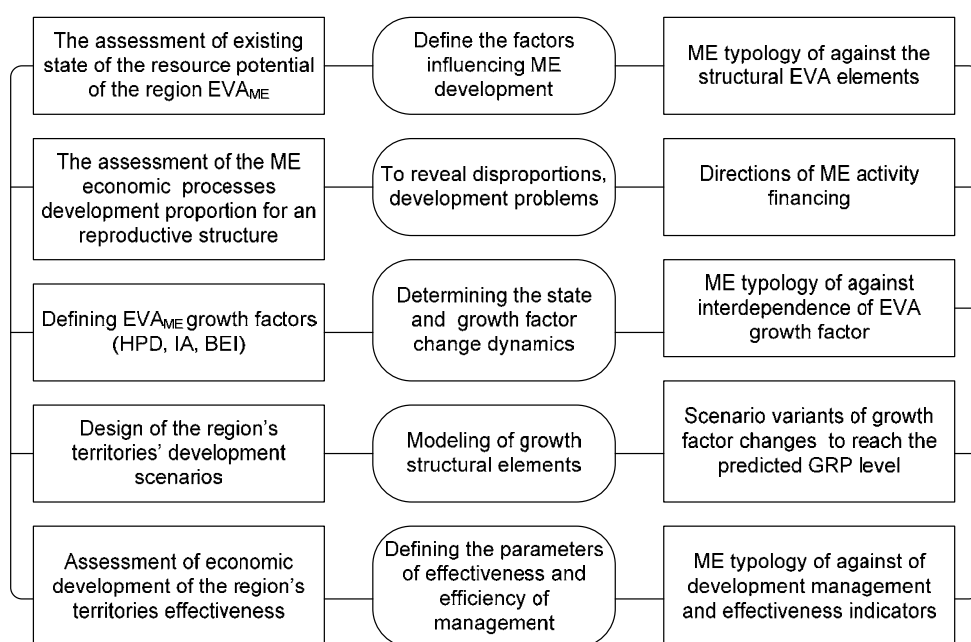 The assessment of existing
state of the resource potential
of the region EVAME
Define the factors
influencing ME
development
ME typology of against the
structural EVA elements
The assessment of the ME
economic processes
development proportion for an
reproductive structure
To reveal disproportions,
development problems
Directions of ME activity
financing
Defining EVAME growth factors
(HPD, IA, BEI)
Determining the state
and growth factor
change dynamics
ME typology of against
interdependence of EVA
growth factor
Design of the region's
territories' development
scenarios
Modeling of growth
structural elements
Scenario variants of growth
factor changes to reach the
predicted GRP level
Assessment of economic
development of the region's
territories effectiveness
Defining the parameters
of effectiveness and
efficiency of
management
ME typology of against of
development management
and effectiveness indicators